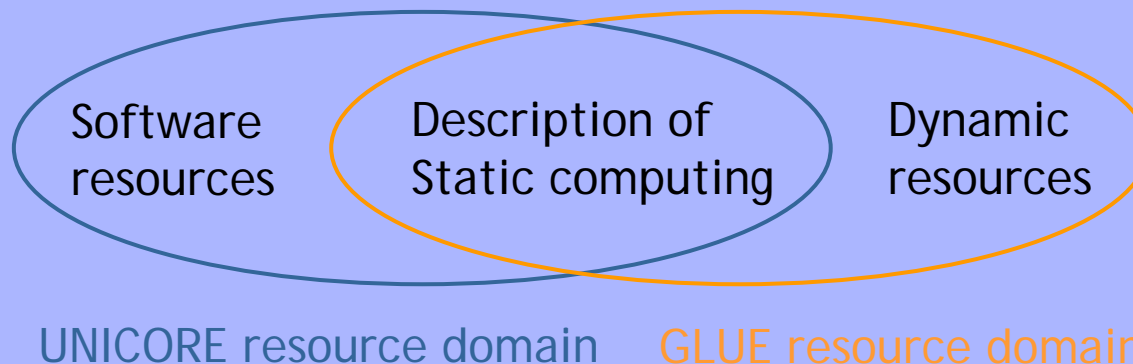 Software
resources
Description of
Static computing
Dynamic
resources
UNICORE resource domain
GLUE resource domain